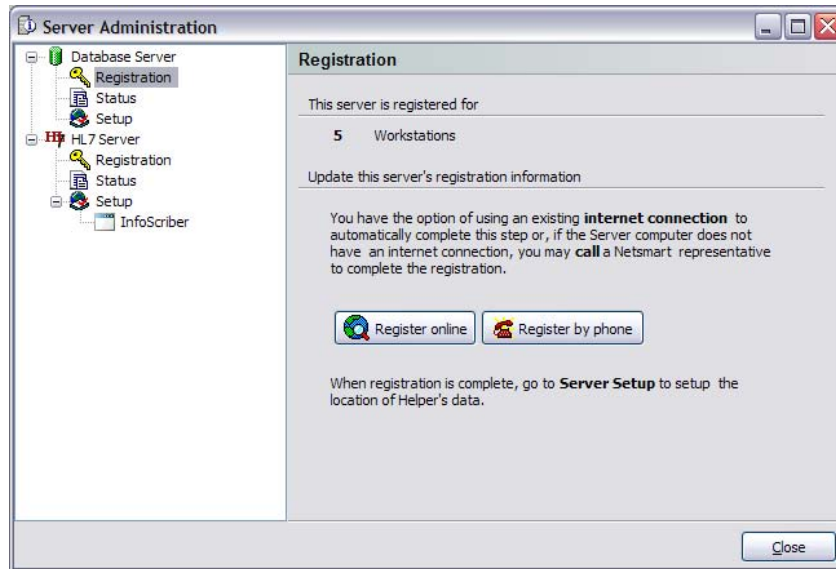 Server Administration
Database Server
Registration
Status
Setup
HL7 Server
Registration
Status
Setup
InfoScriber
Registration
This server is registered for
5 Workstations
Update this server's registration information
You have the option of using an existing internet connection to
automatically complete this step or, if the Server computer does not
have an internet connection, you may call a Netsmart representative
to complete the registration.
Register online
Register by phone
When registration is complete, go to Server Setup to setup the
location of Helper's data.
Close